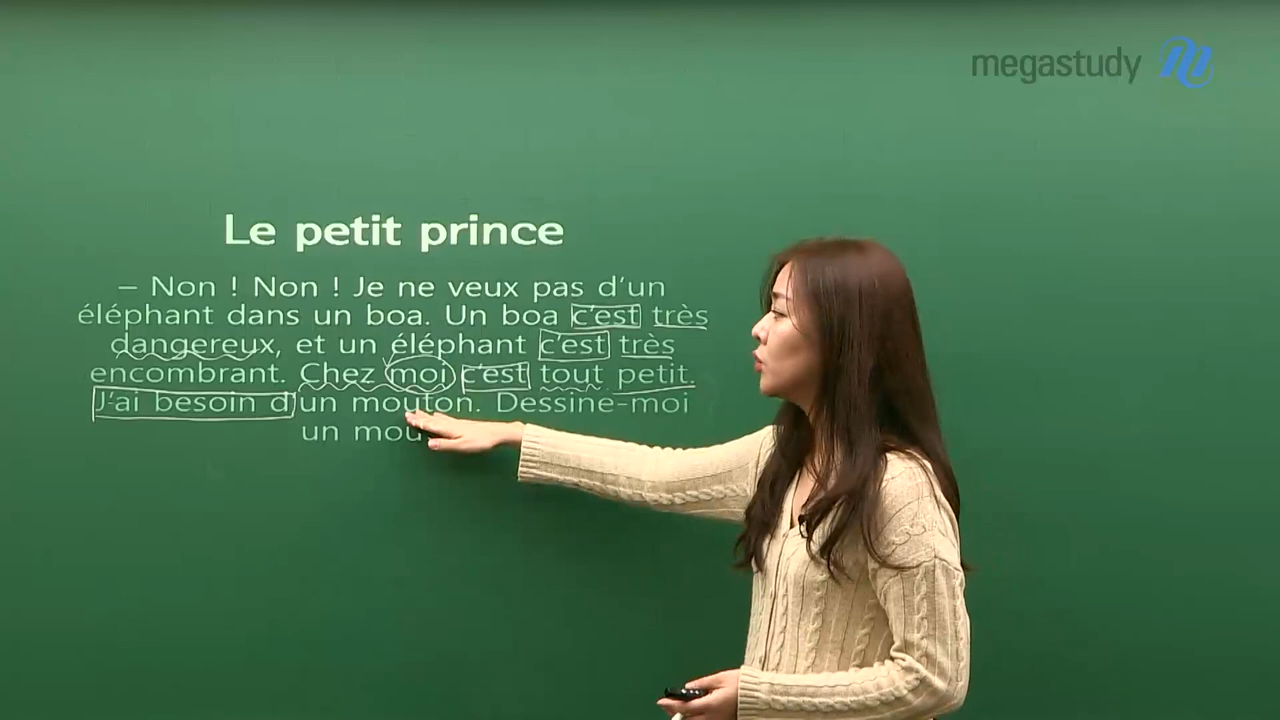 megastudy
Le petit prince
– Non ! Non ! Je ne veux pas d'un
éléphant dans un boa. Un boa c'est très
dangereux, et un éléphant c'est très
encombrant. Chez moi c'est tout petit.
J'ai besoin d'un mouton. Dessine-moi
un